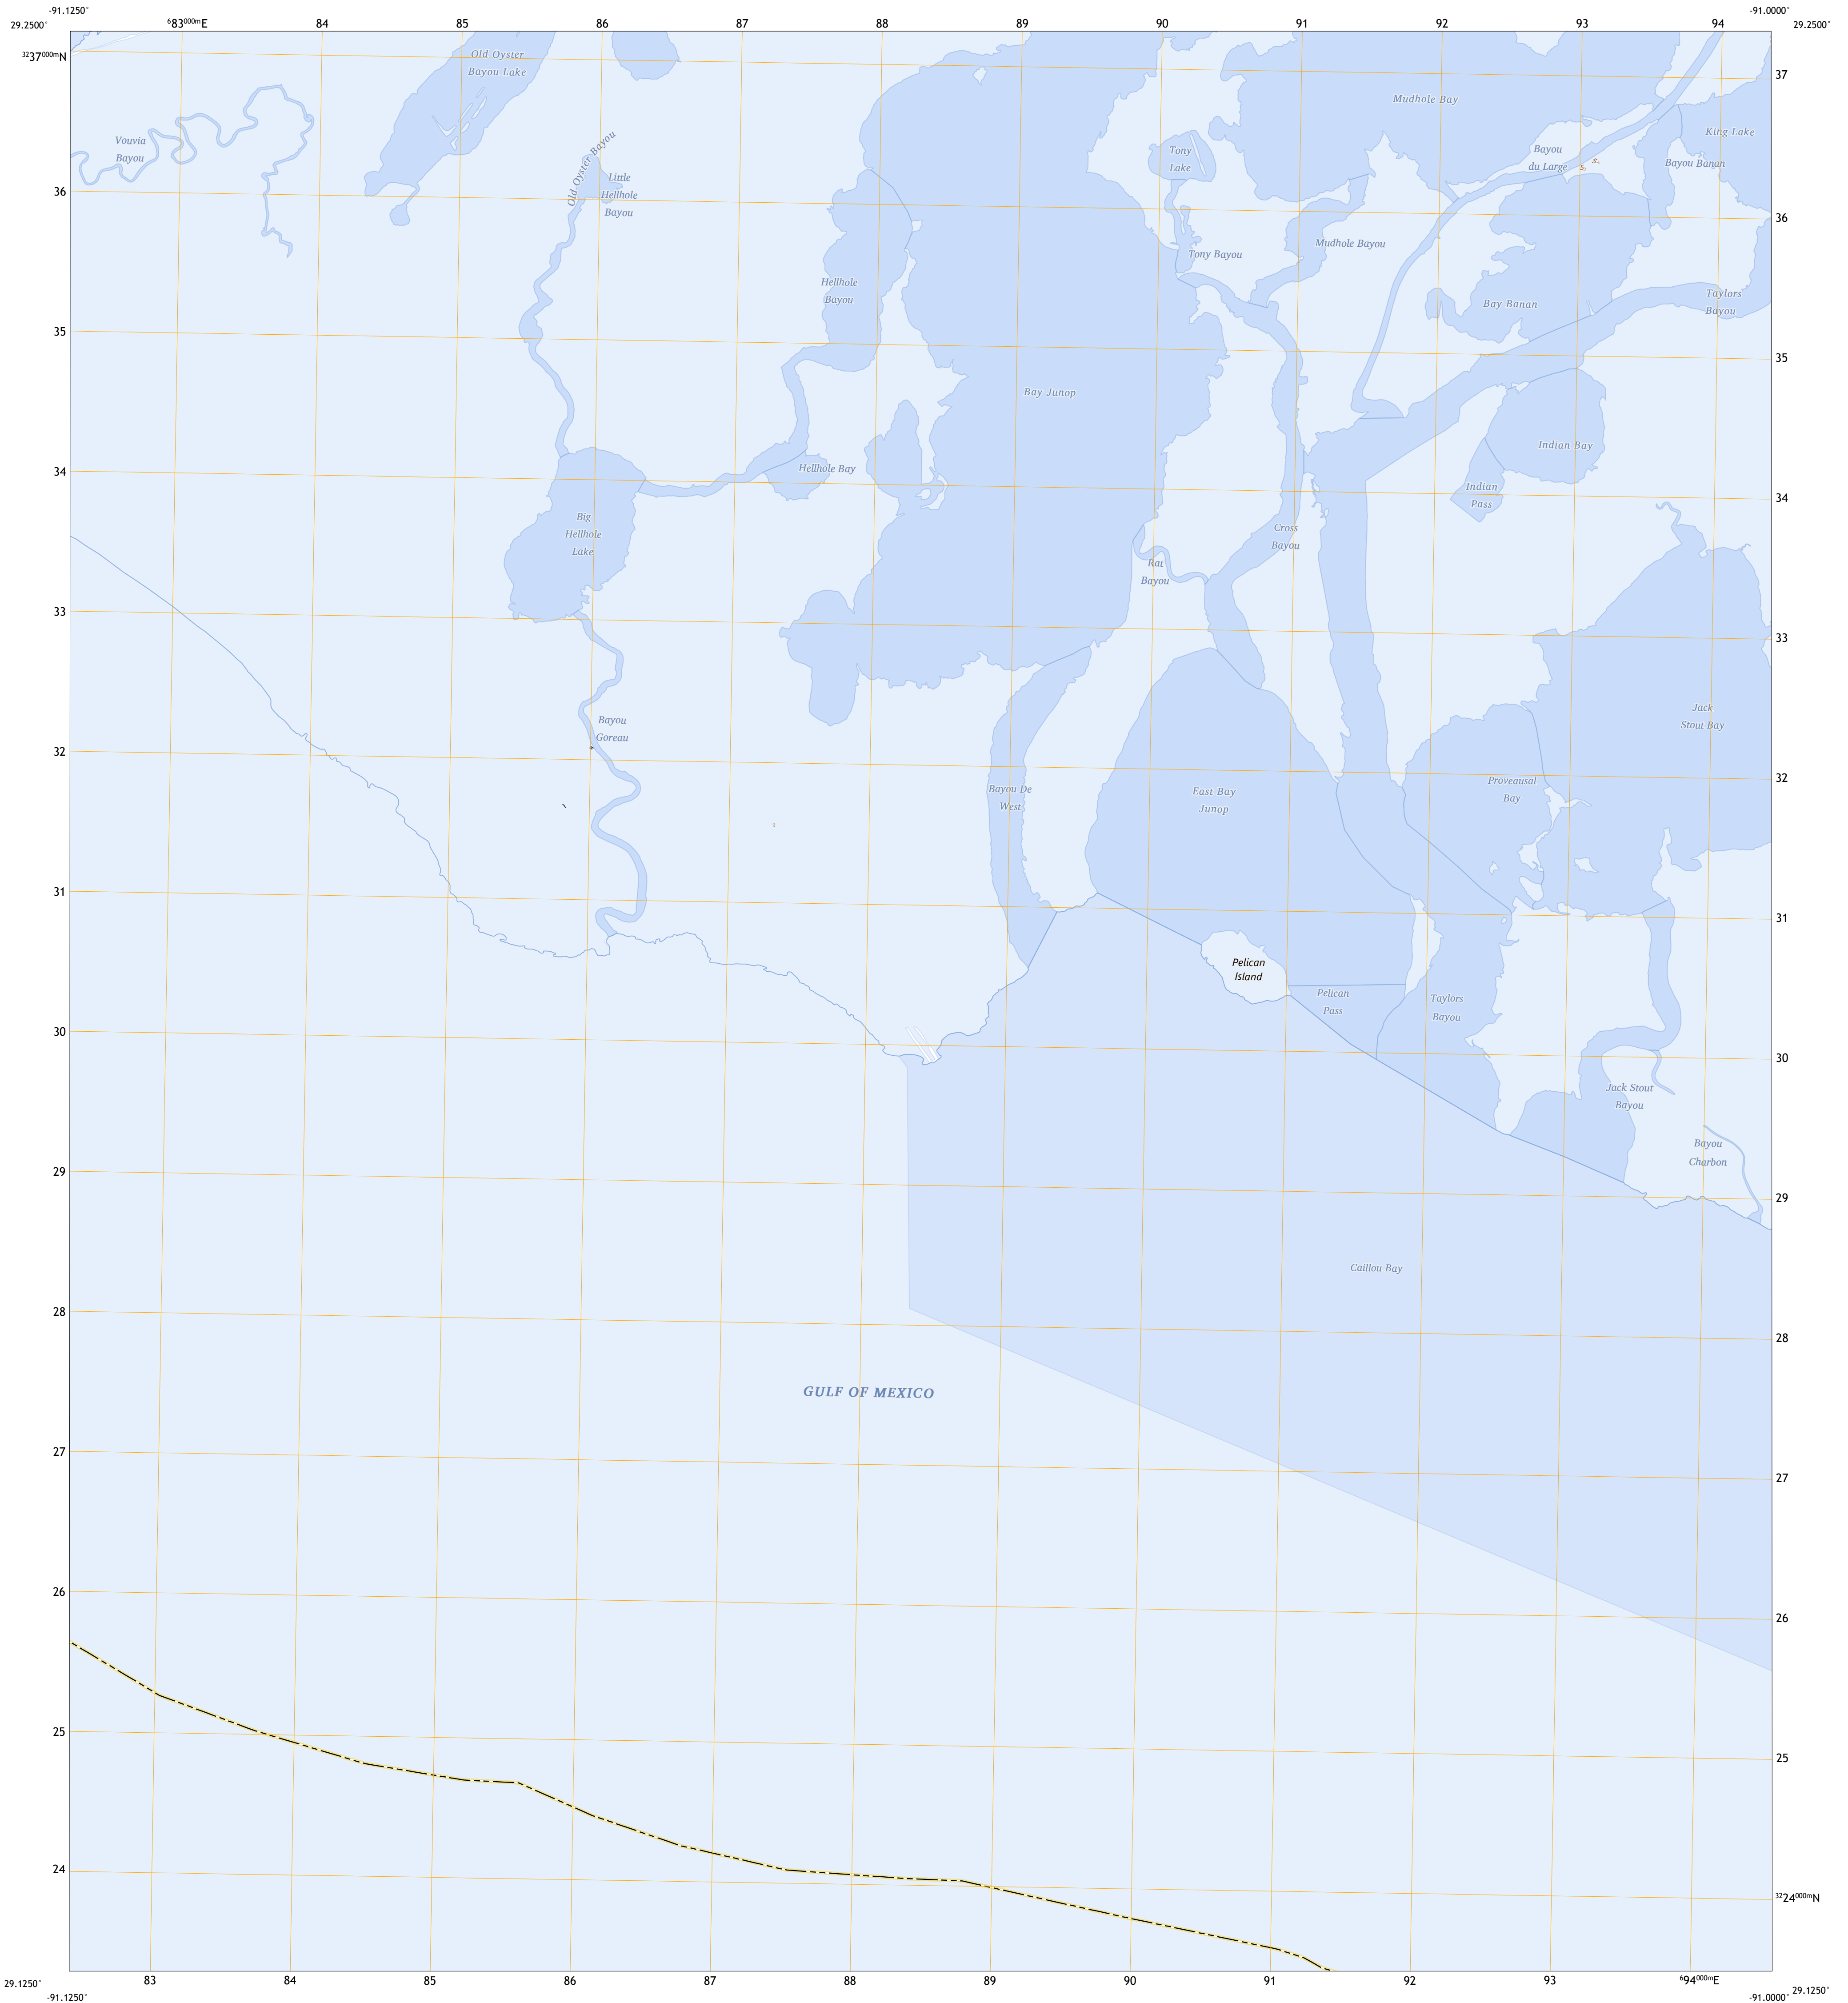 -91.1250°
-91.0000°
29.2500°
⁶83⁰⁰⁰ᵐE
84
85
86
87
88
89
90
91
92
93
94
29.2500°
³²37⁰⁰⁰ᵐN
37
Old Oyster
Bayou Lake
Mudhole Bay
Vouvia
Bayou
Old Oyster Bayou
Little
Hellhole
Bayou
Tony
Lake
Bayou
du Large
King Lake
Bayou Banan
36
36
Tony Bayou
Mudhole Bayou
Hellhole
Bayou
Bay Banan
Taylors
Bayou
35
35
Bay Junop
Indian Bay
34
Hellhole Bay
Indian
Pass
34
Big
Hellhole
Lake
Cross
Bayou
Rat
Bayou
33
33
Bayou
Goreau
Jack
Stout Bay
32
32
Bayou De
West
East Bay
Junop
Proveausal
Bay
31
31
Pelican
Island
Pelican
Pass
Taylors
Bayou
30
30
Jack Stout
Bayou
Bayou
Charbon
29
29
Caillou Bay
28
28
GULF OF MEXICO
27
27
26
26
25
25
24
³²24⁰⁰⁰ᵐN
29.1250°
83
84
85
86
87
88
89
90
91
92
93
⁶94⁰⁰⁰ᵐE
29.1250°
-91.1250°
-91.0000°